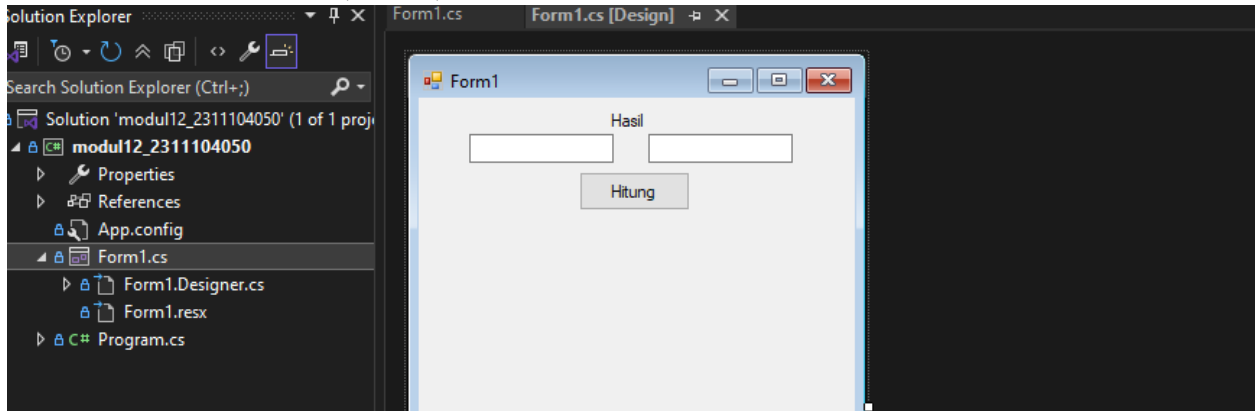 Solution Explorer
Form1.cs
Form1.cs [Design]
Search Solution Explorer (Ctrl+;)
Solution 'modul12_2311104050' (1 of 1 proj
modul12_2311104050
Properties
References
App.config
Form1.cs
Form1.Designer.cs
Form1.resx
C# Program.cs
Form1
Hasil
Hitung